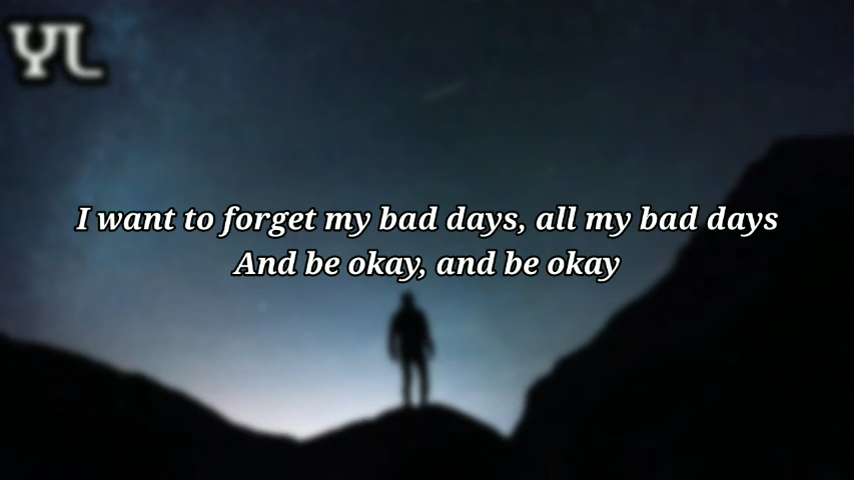 YL
I want to forget my bad days, all my bad days
And be okay, and be okay